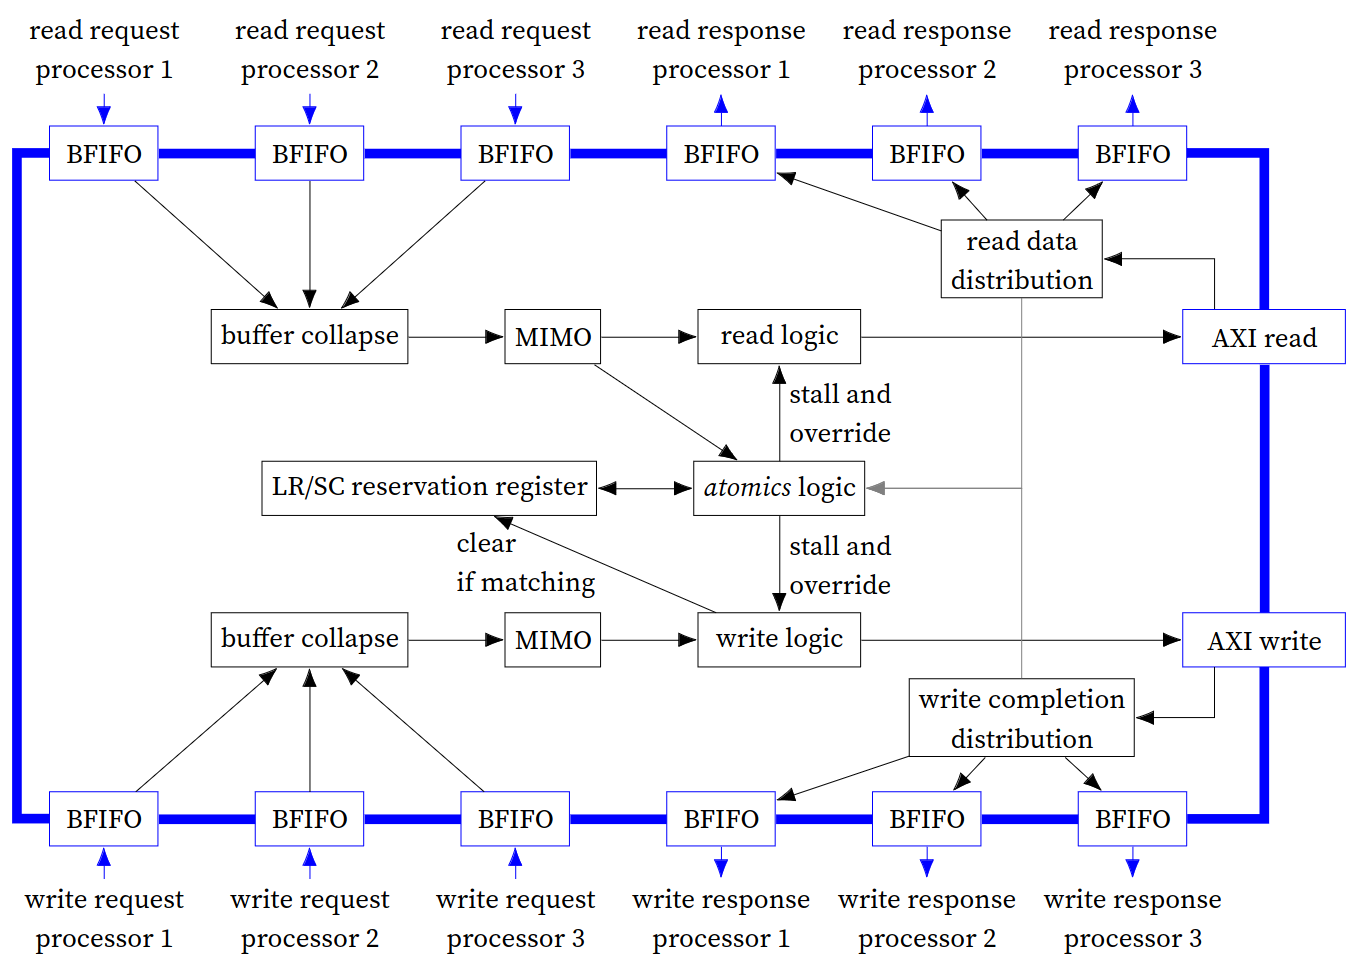 read request
processor 1
read request
processor 2
read request
processor 3
read response
processor 1
read response
processor 2
read response
processor 3
BFIFO
BFIFO
BFIFO
BFIFO
BFIFO
BFIFO
read data
distribution
buffer collapse
MIMO
read logic
AXI read
stall and
override
LR/SC reservation register
atomics logic
clear
if matching
stall and
override
buffer collapse
MIMO
write logic
AXI write
write completion
distribution
BFIFO
BFIFO
BFIFO
BFIFO
BFIFO
BFIFO
write request
processor 1
write request
processor 2
write request
processor 3
write response
processor 1
write response
processor 2
write response
processor 3